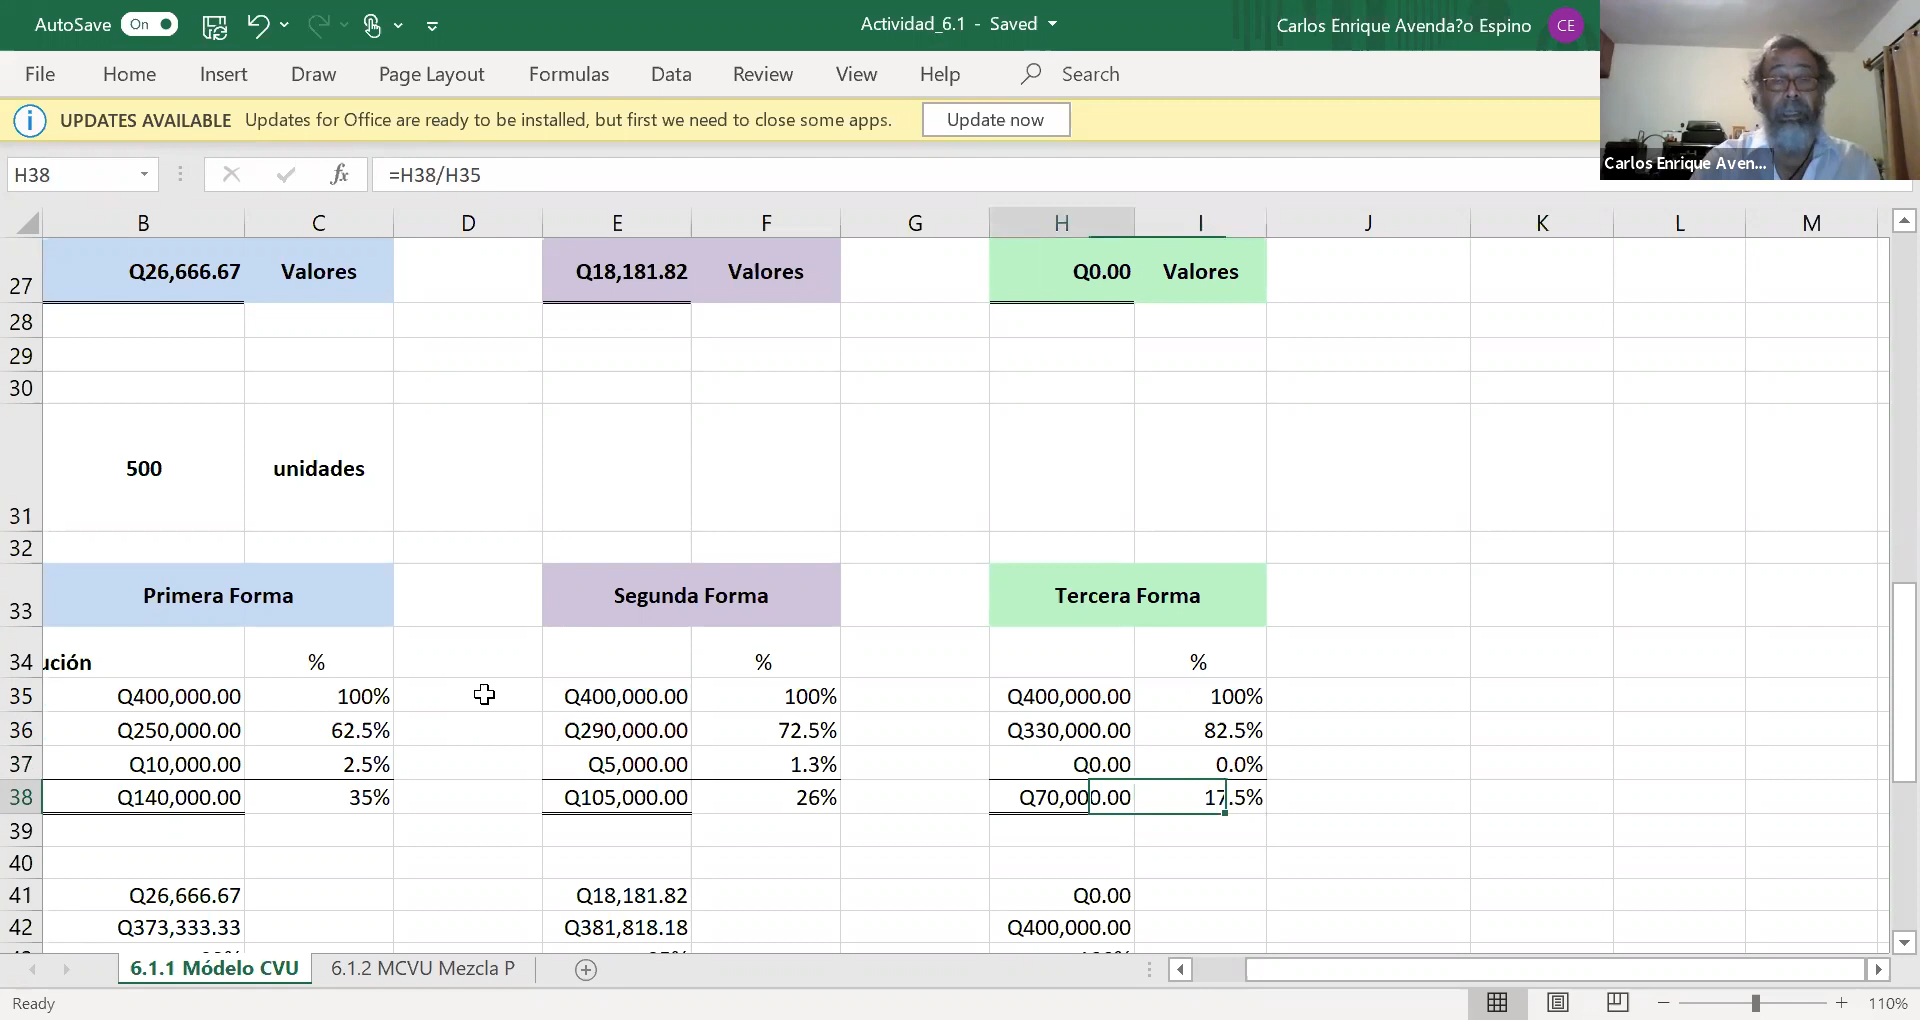 AutoSave On Actividad_6.1 - Saved Carlos Enrique Avenda?o Espino CE
File Home Insert Draw Page Layout Formulas Data Review View Help Search
UPDATES AVAILABLE Updates for Office are ready to be installed, but first we need to close some apps. Update now
Carlos Enrique Aven...
H38 fx =H38/H35
B C D E F G H I J K L M
27 Q26,666.67 Valores Q18,181.82 Valores Q0.00 Valores
28
29
30
31 500 unidades
32
33 Primera Forma Segunda Forma Tercera Forma
34 ución % % %
35 Q400,000.00 100% Q400,000.00 100% Q400,000.00 100%
36 Q250,000.00 62.5% Q290,000.00 72.5% Q330,000.00 82.5%
37 Q10,000.00 2.5% Q5,000.00 1.3% Q0.00 0.0%
38 Q140,000.00 35% Q105,000.00 26% Q70,000.00 17.5%
39
40
41 Q26,666.67 Q18,181.82 Q0.00
42 Q373,333.33 Q381,818.18 Q400,000.00
6.1.1 Módelo CVU 6.1.2 MCVU Mezcla P
Ready 110%